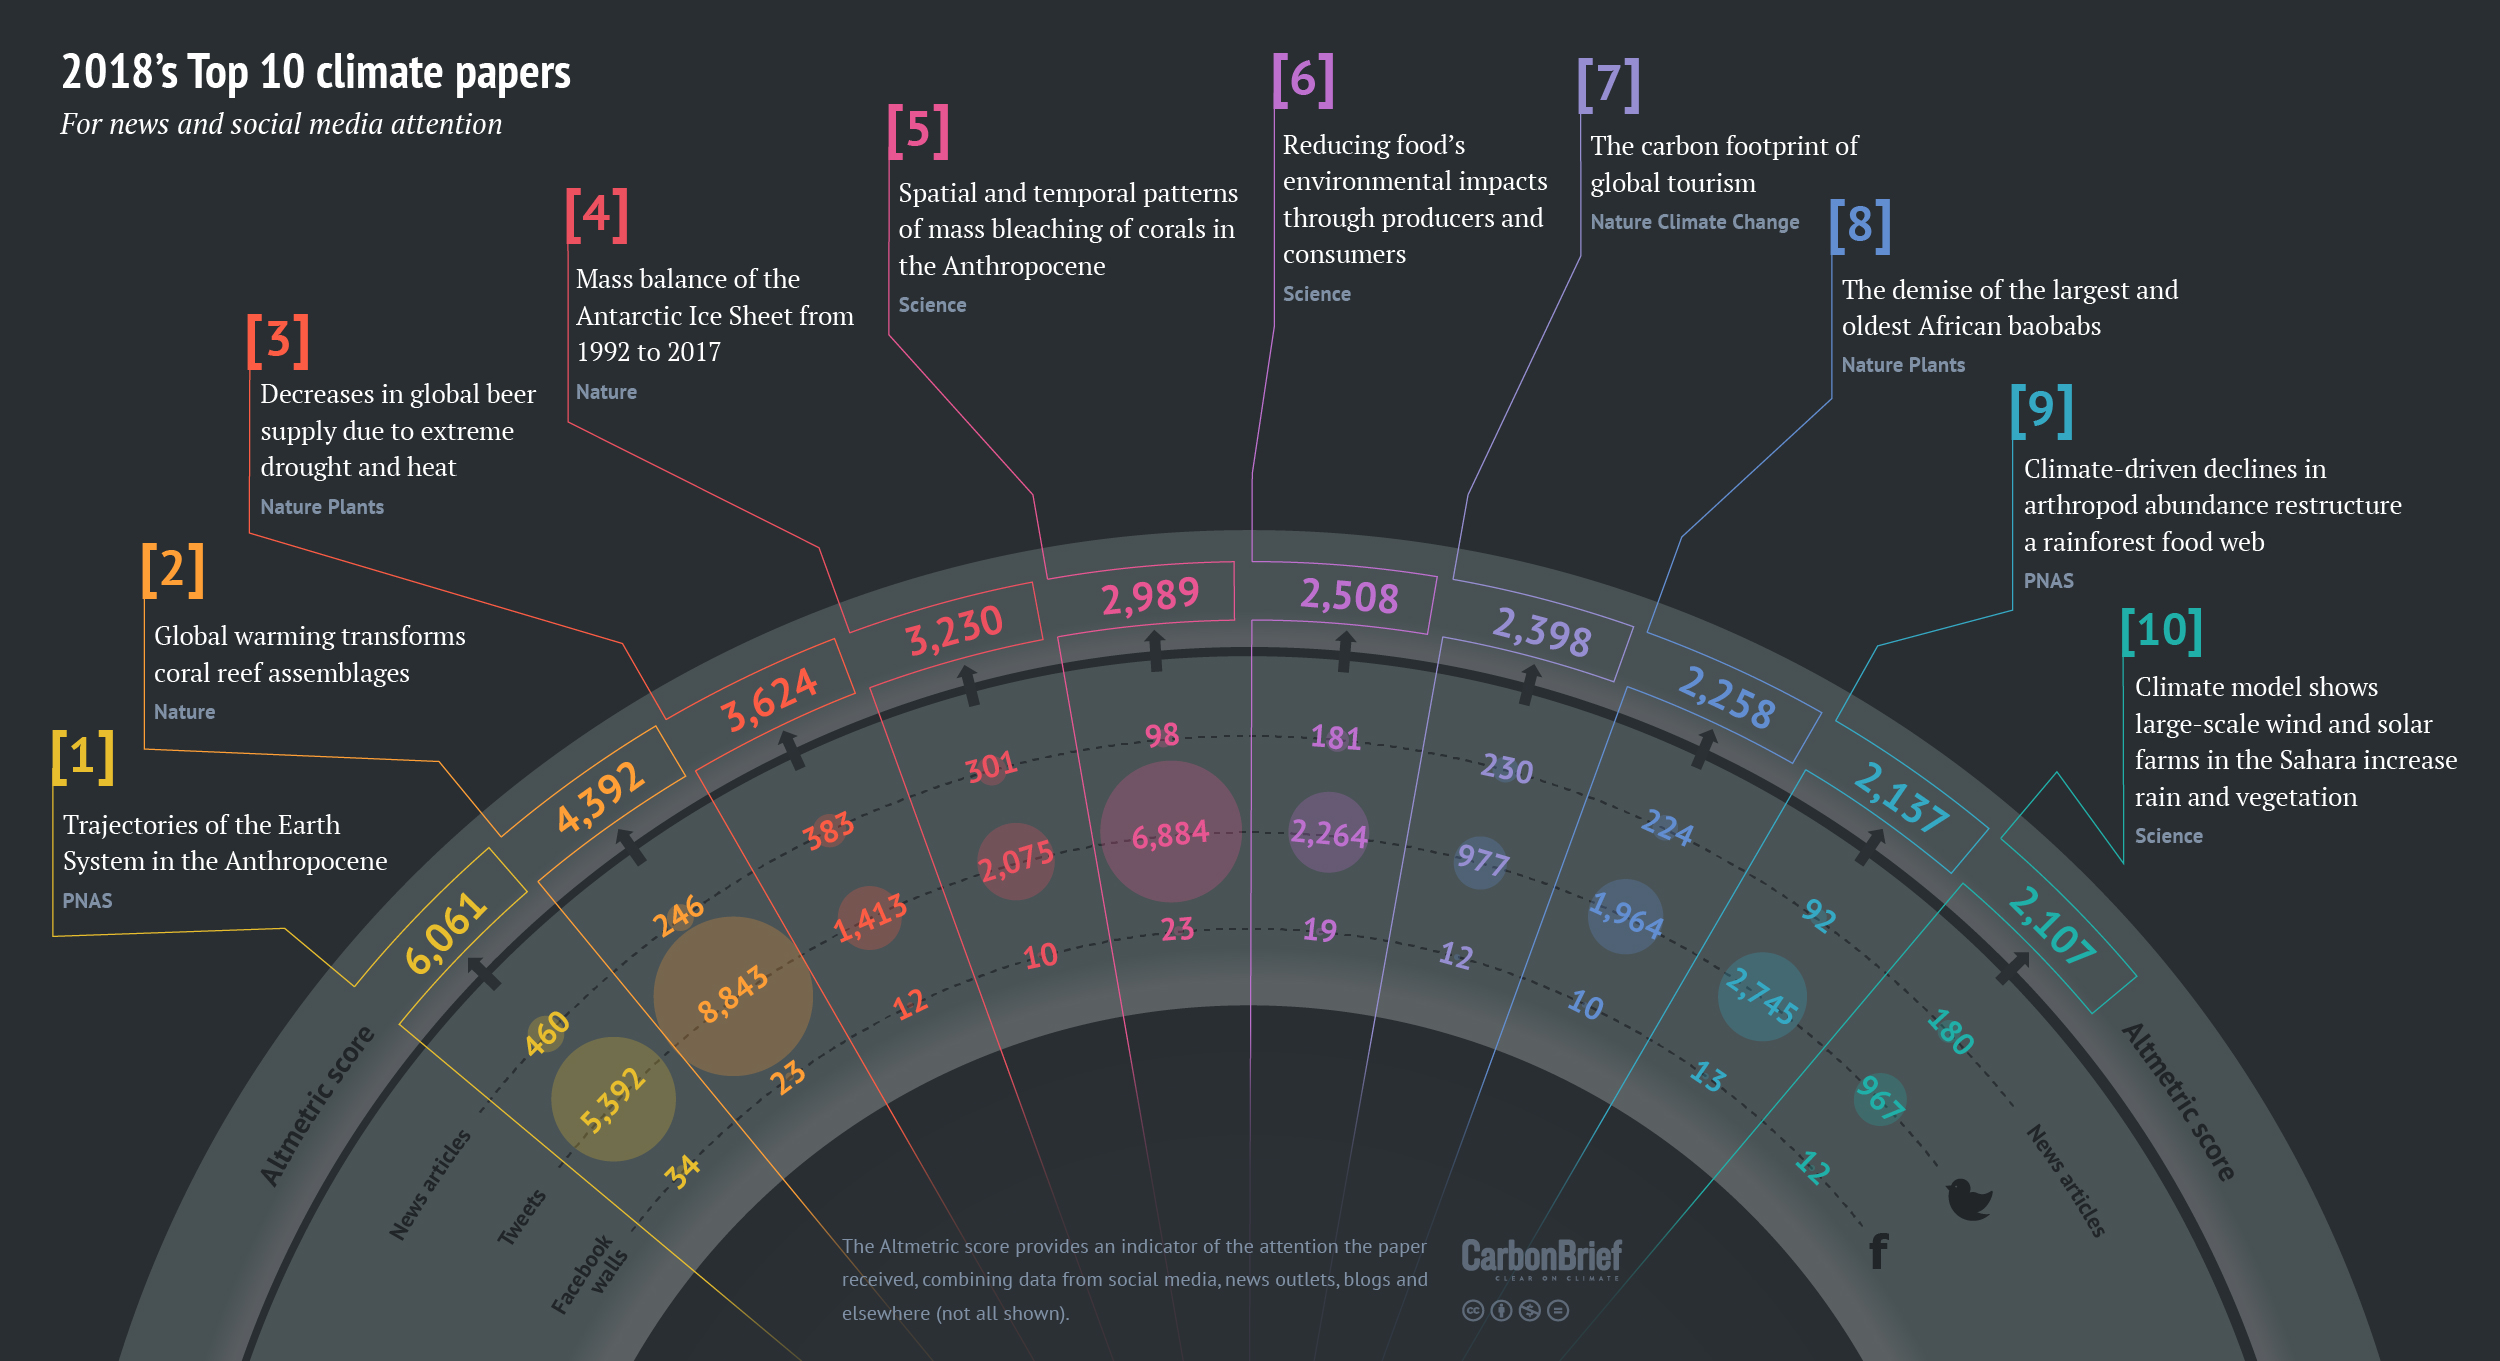 2018’s Top 10 climate papers
For news and social media attention
[1]
Trajectories of the Earth
System in the Anthropocene
PNAS
[2]
Global warming transforms
coral reef assemblages
Nature
[3]
Decreases in global beer
supply due to extreme
drought and heat
Nature Plants
[4]
Mass balance of the
Antarctic Ice Sheet from
1992 to 2017
Nature
[5]
Spatial and temporal patterns
of mass bleaching of corals in
the Anthropocene
Science
[6]
Reducing food’s
environmental impacts
through producers and
consumers
Science
[7]
The carbon footprint of
global tourism
Nature Climate Change
[8]
The demise of the largest and
oldest African baobabs
Nature Plants
[9]
Climate-driven declines in
arthropod abundance restructure
a rainforest food web
PNAS
[10]
Climate model shows
large-scale wind and solar
farms in the Sahara increase
rain and vegetation
Science
Altmetric score
6,061
4,392
3,624
3,230
2,989
2,508
2,398
2,258
2,137
2,107
Altmetric score
News articles
460
246
383
301
98
181
230
224
92
180
News articles
Tweets
5,392
8,843
1,413
2,075
6,884
2,264
977
1,964
2,745
967
Facebook
walls
34
23
12
10
23
19
12
10
13
12
f
The Altmetric score provides an indicator of the attention the paper
received, combining data from social media, news outlets, blogs and
elsewhere (not all shown).
CarbonBrief
CLEAR ON CLIMATE
cc